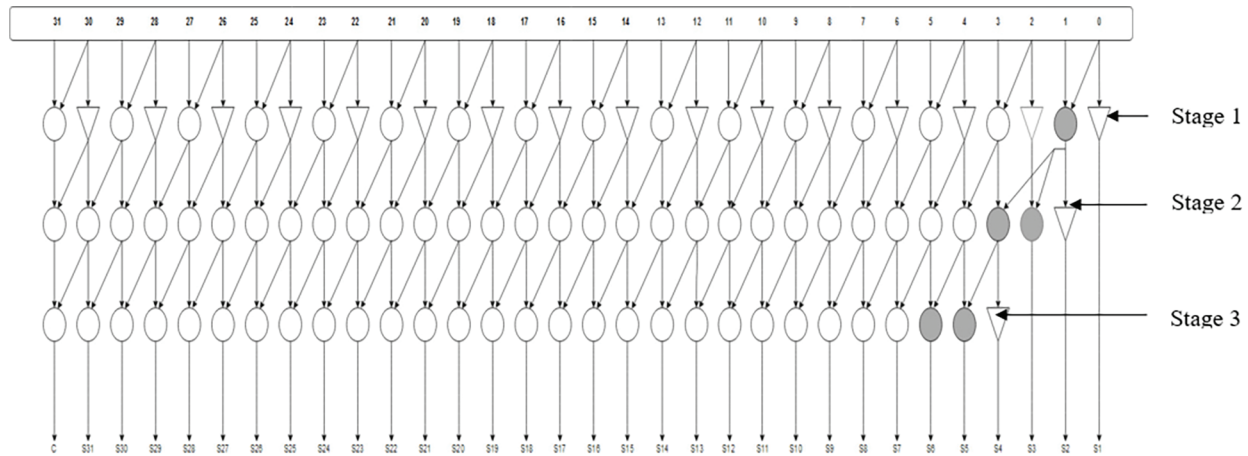 31 30 29 28 27 26 25 24 23 22 21 20 19 18 17 16 15 14 13 12 11 10 9 8 7 6 5 4 3 2 1 0
Stage 1
Stage 2
Stage 3
C S31 S30 S29 S28 S27 S26 S25 S24 S23 S22 S21 S20 S19 S18 S17 S16 S15 S14 S13 S12 S11 S10 S9 S8 S7 S6 S5 S4 S3 S2 S1